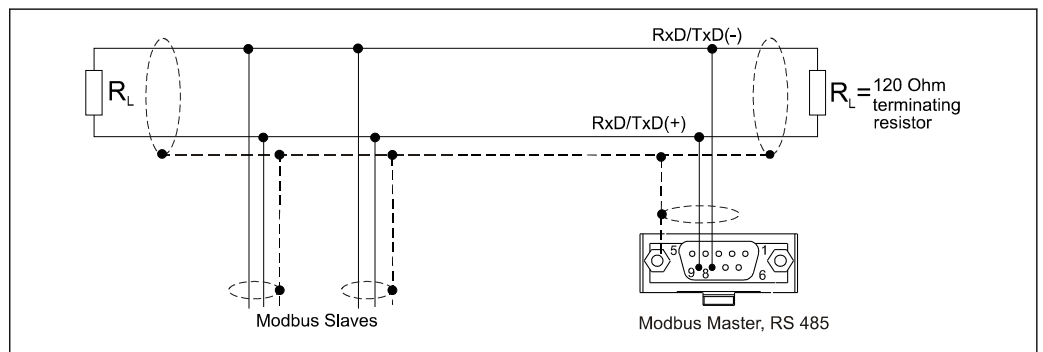 RxD/TxD(-)
R L
R L = 120 Ohm
terminating
resistor
RxD/TxD(+)
5
1
9 8
6
Modbus Slaves
Modbus Master, RS 485